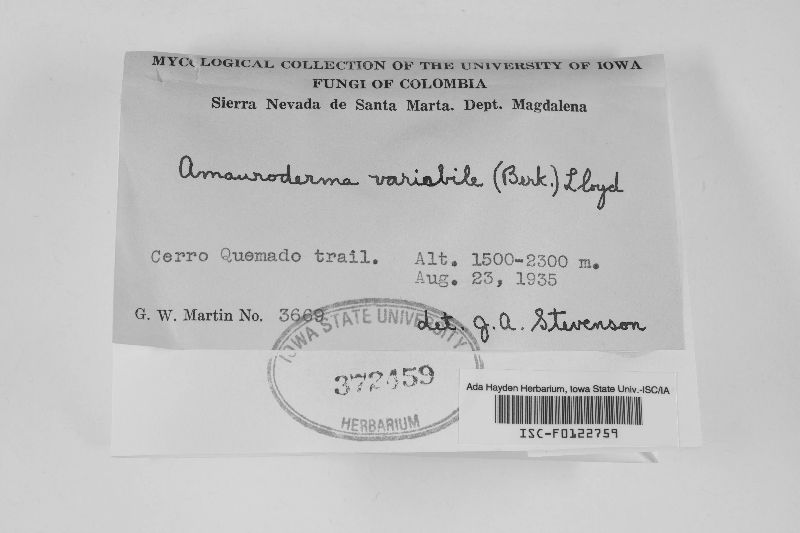 MYCOLOGICAL COLLECTION OF THE UNIVERSITY OF IOWA
FUNGI OF COLOMBIA
Sierra Nevada de Santa Marta. Dept. Magdalena
Amauroderma variabile (Berk.) Lloyd
Cerro Quemado trail. Alt. 1500-2300 m.
Aug. 23, 1935
G. W. Martin No. 3669 det. J. A. Stevenson
IOWA STATE UNIVERSITY
372459
HERBARIUM
Ada Hayden Herbarium, Iowa State Univ.-ISC/IA
ISC-F0122759